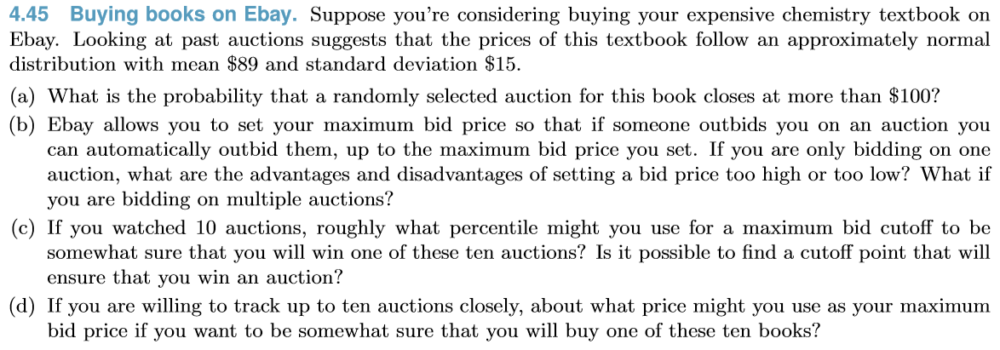 4.45 Buying books on Ebay. Suppose you're considering buying your expensive chemistry textbook on
Ebay. Looking at past auctions suggests that the prices of this textbook follow an approximately normal
distribution with mean $89 and standard deviation $15.
(a) What is the probability that a randomly selected auction for this book closes at more than $100?
(b) Ebay allows you to set your maximum bid price so that if someone outbids you on an auction you
can automatically outbid them, up to the maximum bid price you set. If you are only bidding on one
auction, what are the advantages and disadvantages of setting a bid price too high or too low? What if
you are bidding on multiple auctions?
(c) If you watched 10 auctions, roughly what percentile might you use for a maximum bid cutoff to be
somewhat sure that you will win one of these ten auctions? Is it possible to find a cutoff point that will
ensure that you win an auction?
(d) If you are willing to track up to ten auctions closely, about what price might you use as your maximum
bid price if you want to be somewhat sure that you will buy one of these ten books?